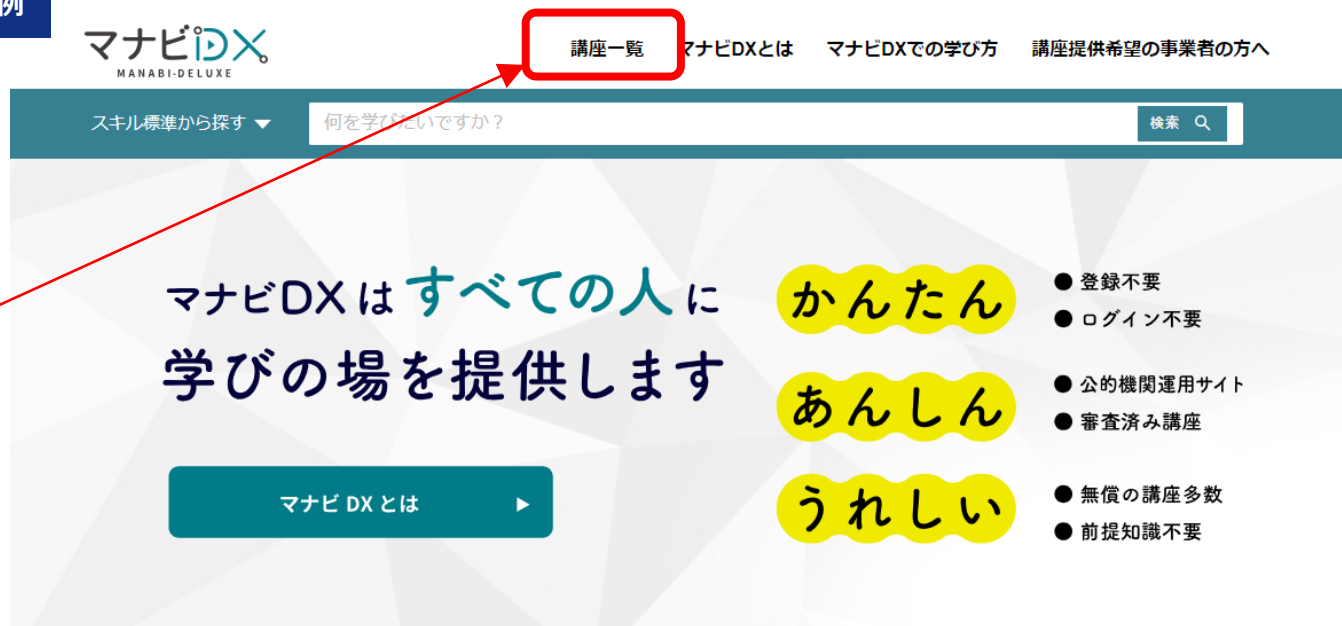 例
マナビDX
MANABI-DELUXE
講座一覧 マナビDXとは マナビDXでの学び方 講座提供希望の事業者の方へ
スキル標準から探す 何を学びたいですか？ 検索
マナビDXは すべての人 に
学びの場を提供します
マナビ DX とは
かんたん
● 登録不要
● ログイン不要
あんしん
● 公的機関運用サイト
● 審査済み講座
うれしい
● 無償の講座多数
● 前提知識不要